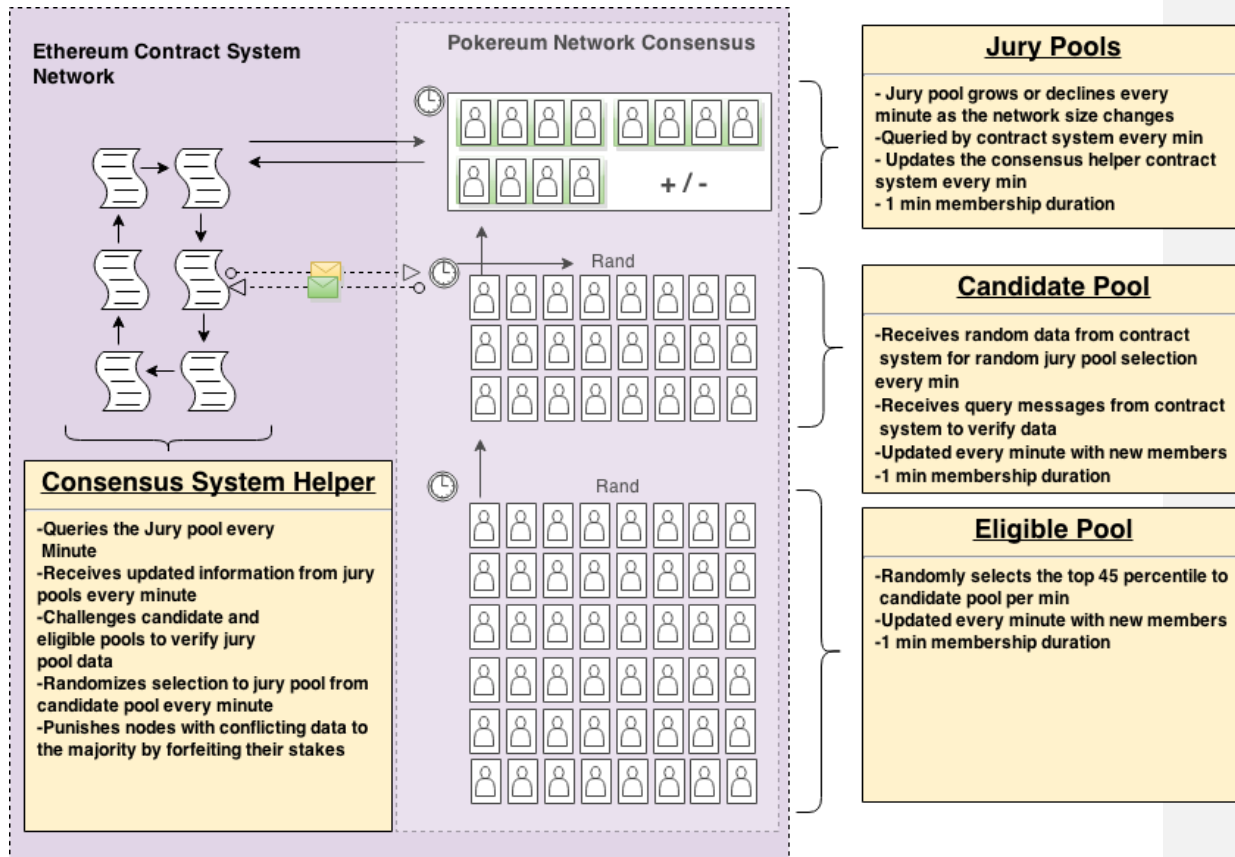 Ethereum Contract System
Network
Pokereum Network Consensus
+ / -
Rand
Rand
Consensus System Helper
-Queries the Jury pool every
Minute
-Receives updated information from jury
pools every minute
-Challenges candidate and
eligible pools to verify jury
pool data
-Randomizes selection to jury pool from
candidate pool every minute
-Punishes nodes with conflicting data to
the majority by forfeiting their stakes
Jury Pools
- Jury pool grows or declines every
minute as the network size changes
-Queried by contract system every min
- Updates the consensus helper contract
system every min
- 1 min membership duration
Candidate Pool
-Receives random data from contract
system for random jury pool selection
every min
-Receives query messages from contract
system to verify data
-Updated every minute with new members
-1 min membership duration
Eligible Pool
-Randomly selects the top 45 percentile to
candidate pool per min
-Updated every minute with new members
-1 min membership duration